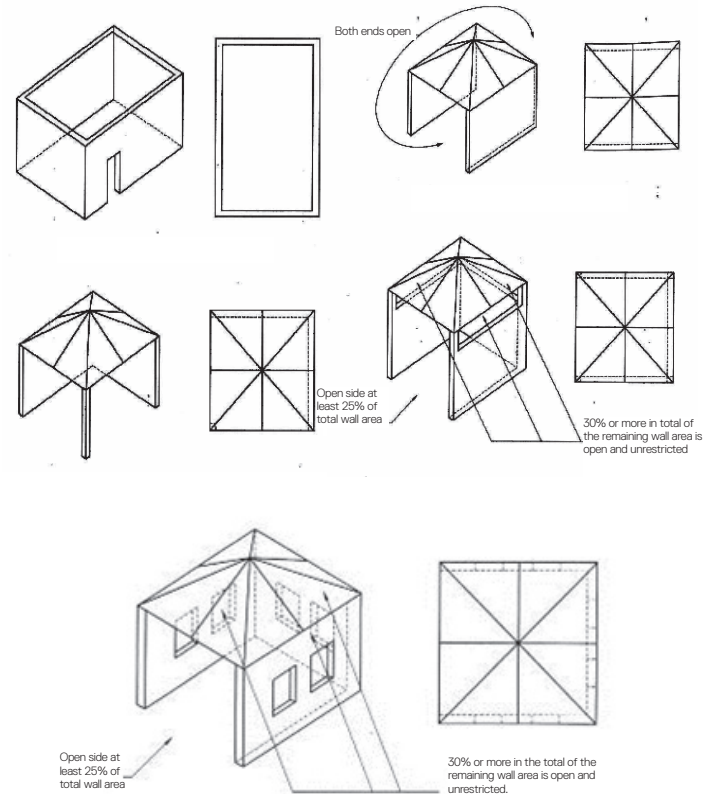 Both ends open
Open side at
least 25% of
total wall area
30% or more in total of
the remaining wall area is
open and unrestricted
Open side at
least 25% of
total wall area
30% or more in the total of the
remaining wall area is open and
unrestricted.